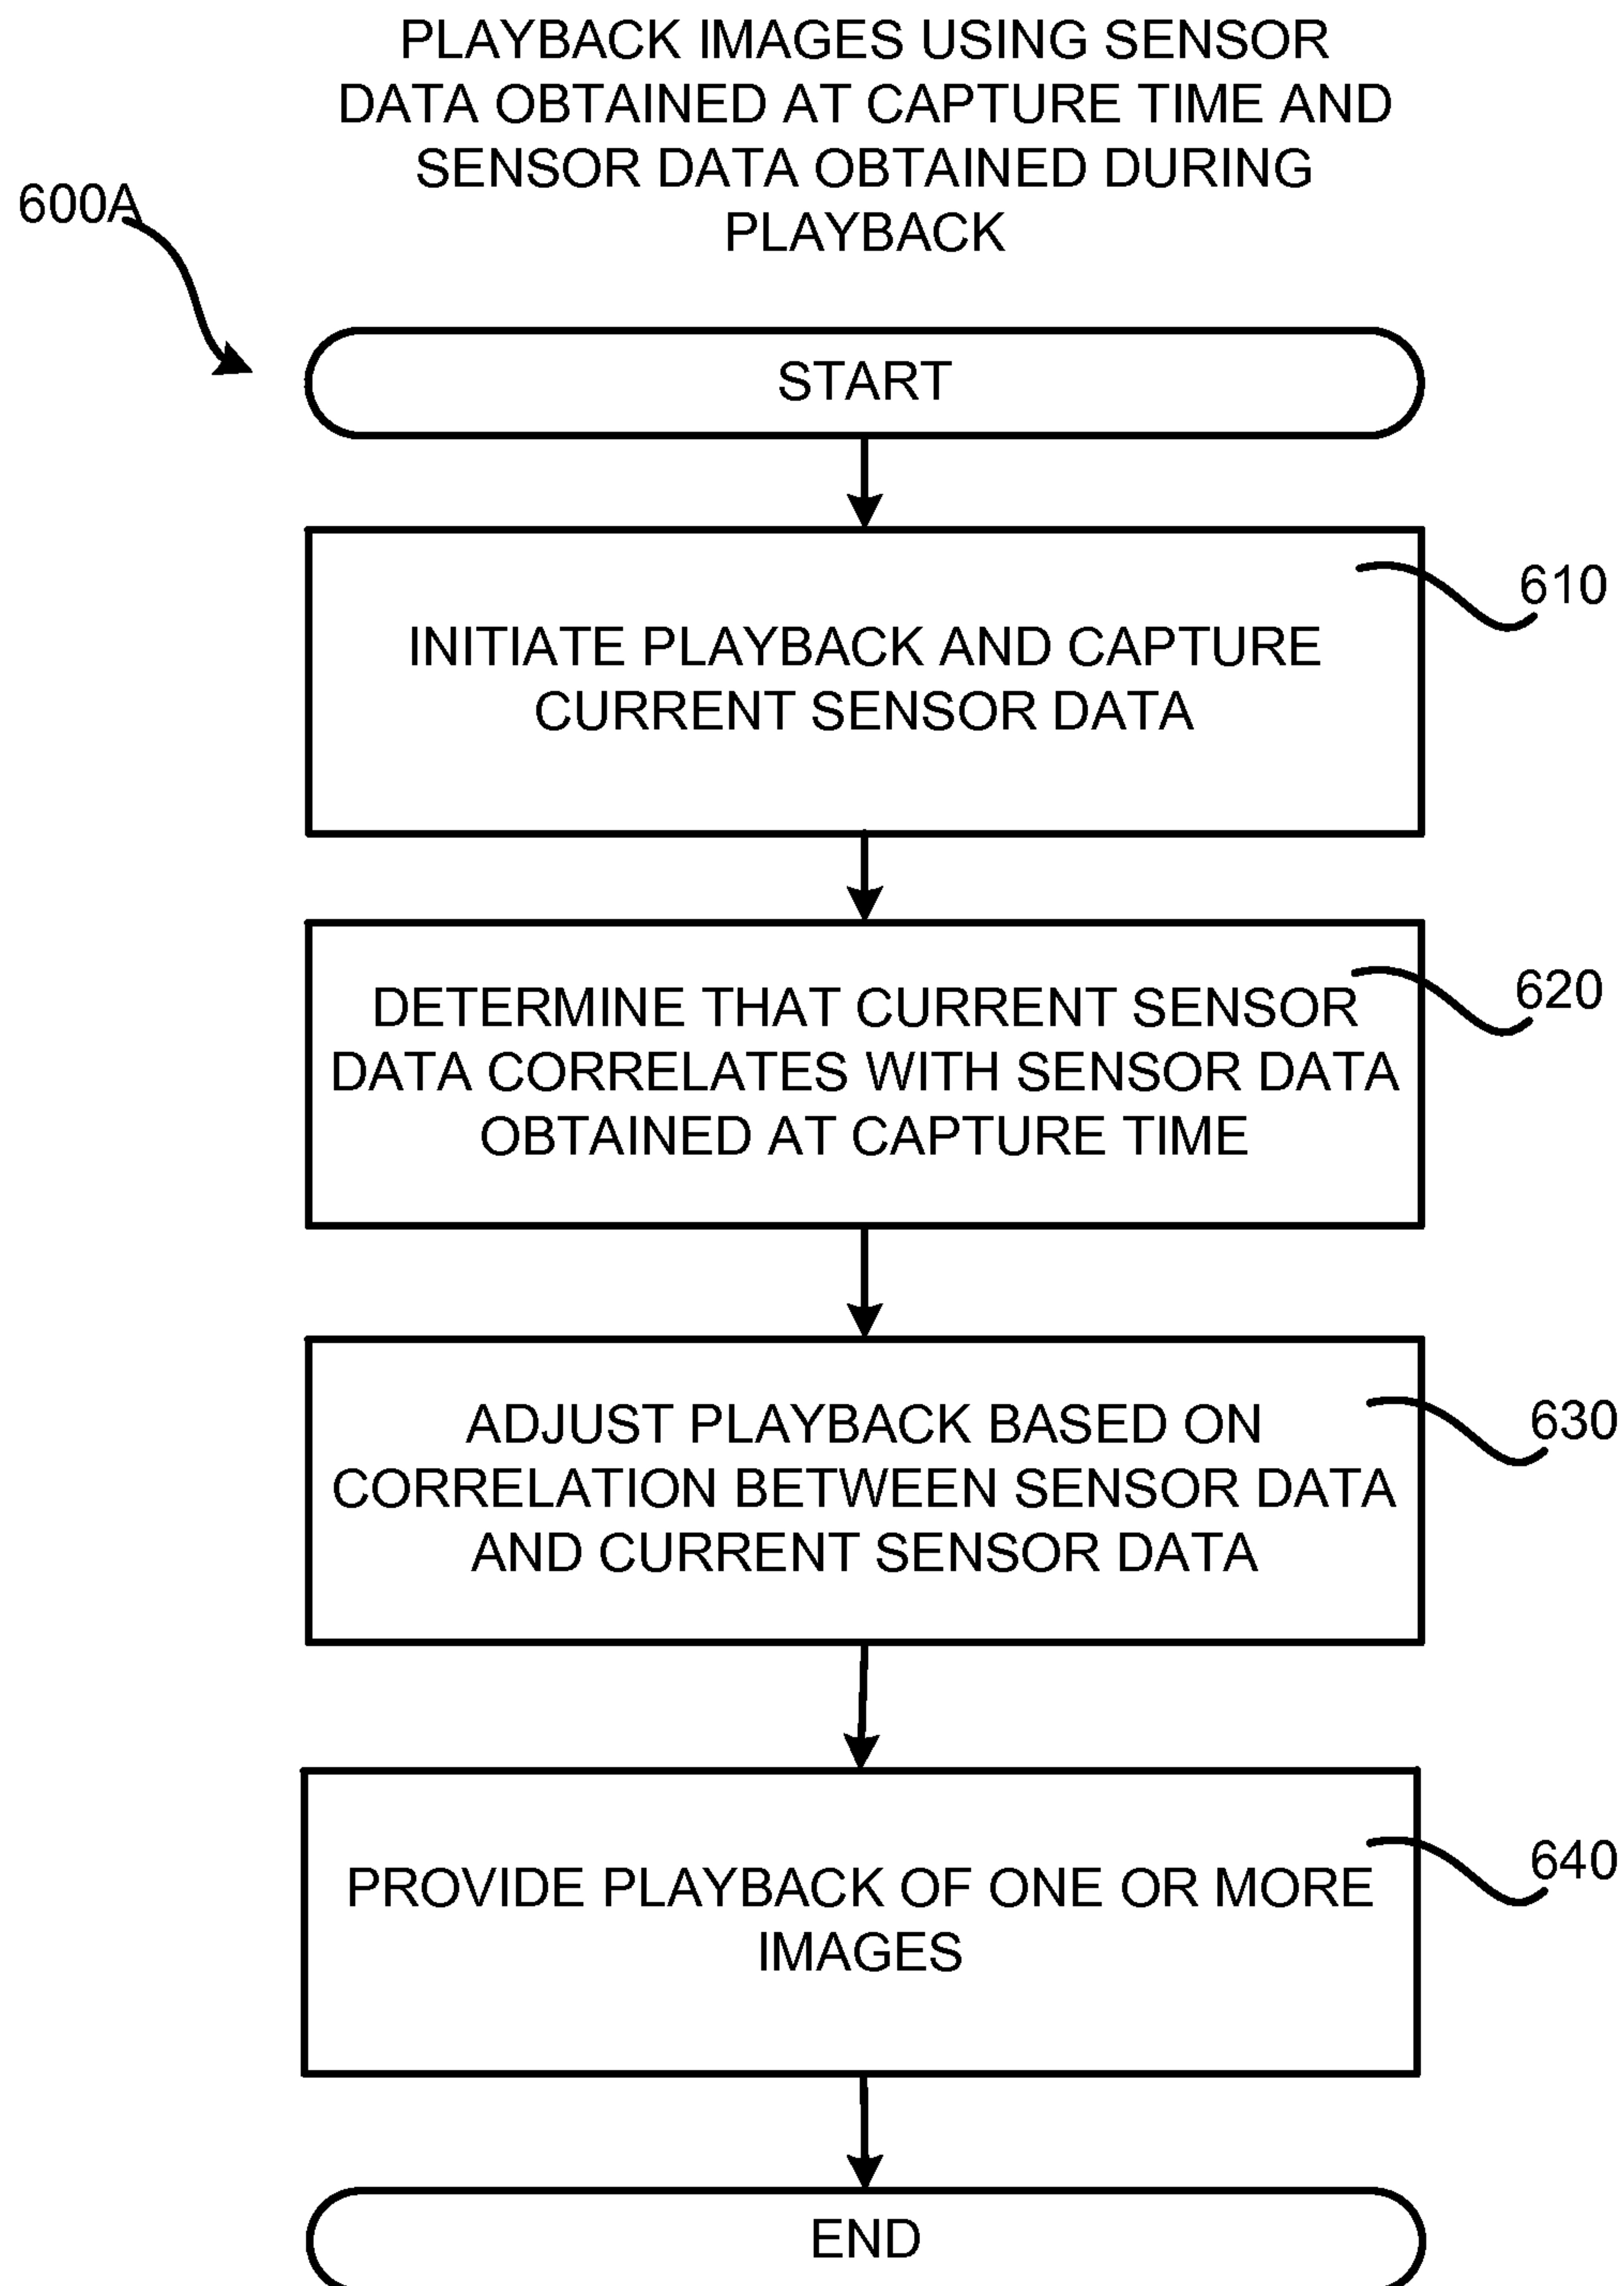 PLAYBACK IMAGES USING SENSOR
DATA OBTAINED AT CAPTURE TIME AND
SENSOR DATA OBTAINED DURING
PLAYBACK
600A
START
INITIATE PLAYBACK AND CAPTURE
CURRENT SENSOR DATA
610
DETERMINE THAT CURRENT SENSOR
DATA CORRELATES WITH SENSOR DATA
OBTAINED AT CAPTURE TIME
620
ADJUST PLAYBACK BASED ON
CORRELATION BETWEEN SENSOR DATA
AND CURRENT SENSOR DATA
630
PROVIDE PLAYBACK OF ONE OR MORE
IMAGES
640
END